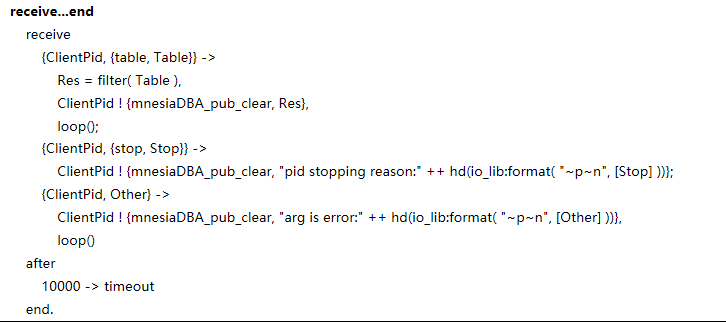 receive...end
receive
{ClientPid, {table, Table}} ->
Res = filter( Table ),
ClientPid ! {mnesiaDBA_pub_clear, Res},
loop();
{ClientPid, {stop, Stop}} ->
ClientPid ! {mnesiaDBA_pub_clear, "pid stopping reason:" ++ hd(io_lib:format( "~p~n", [Stop] ))};
{ClientPid, Other} ->
ClientPid ! {mnesiaDBA_pub_clear, "arg is error:" ++ hd(io_lib:format( "~p~n", [Other] ))},
loop()
after
10000 -> timeout
end.